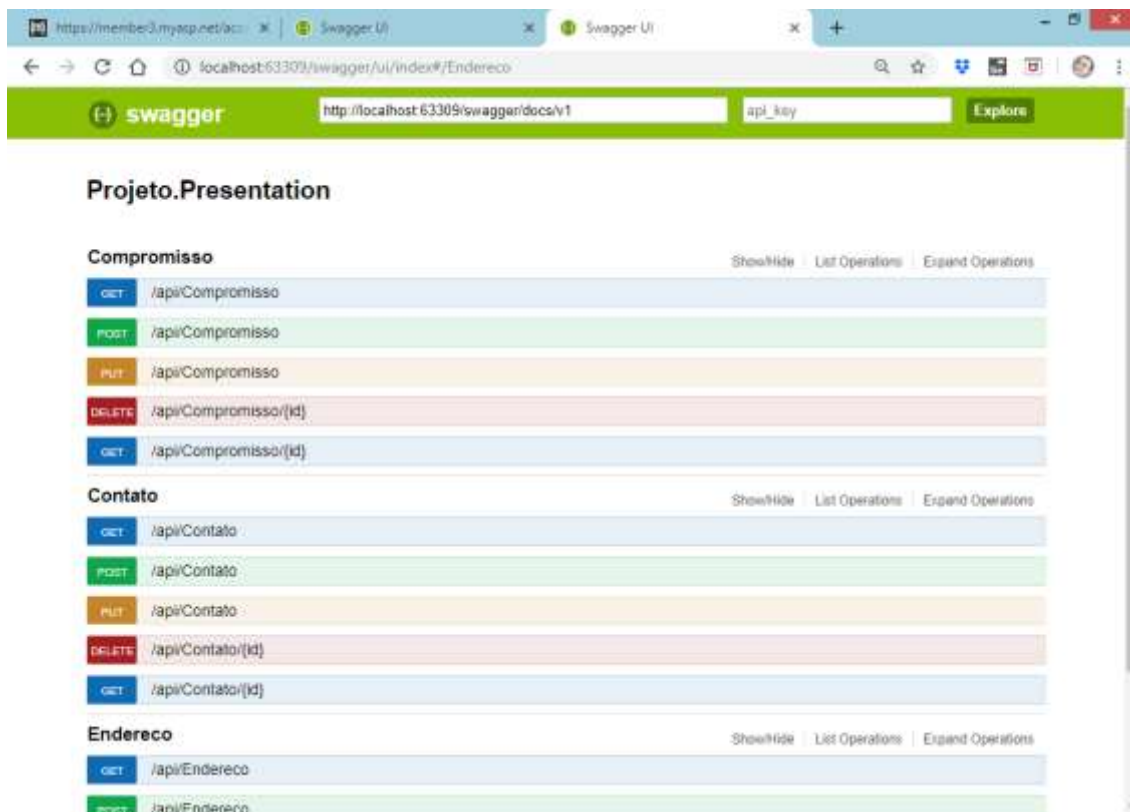 https://member3.myasp.net/acc Swagger UI Swagger UI
localhost:63309/swagger/ui/index#/Endereco
swagger http://localhost:63309/swagger/docs/v1 api_key Explore
Projeto.Presentation
Compromisso Show/Hide List Operations Expand Operations
GET /api/Compromisso
POST /api/Compromisso
PUT /api/Compromisso
DELETE /api/Compromisso/{id}
GET /api/Compromisso/{id}
Contato Show/Hide List Operations Expand Operations
GET /api/Contato
POST /api/Contato
PUT /api/Contato
DELETE /api/Contato/{id}
GET /api/Contato/{id}
Endereco Show/Hide List Operations Expand Operations
GET /api/Endereco
POST /api/Endereco